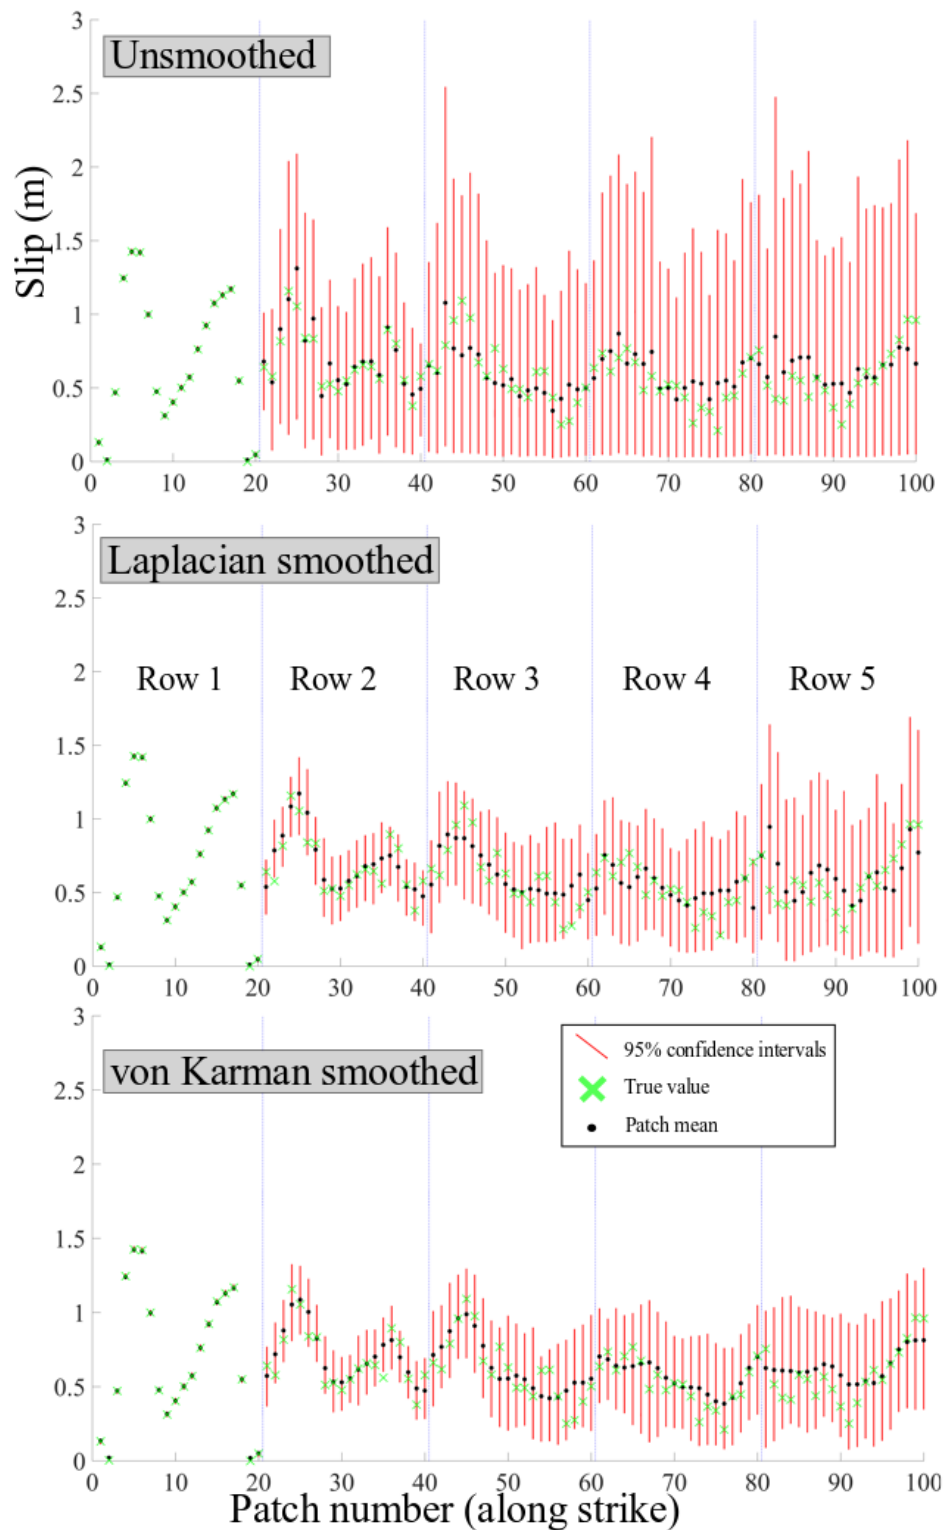 3
Unsmoothed
2.5
2
Slip (m)
1.5
1
0.5
0
0 10 20 30 40 50 60 70 80 90 100
3
Laplacian smoothed
2.5
2
Row 1 Row 2 Row 3 Row 4 Row 5
1.5
1
0.5
0
0 10 20 30 40 50 60 70 80 90 100
3
von Karman smoothed
95% confidence intervals
True value
Patch mean
2.5
2
1.5
1
0.5
0
0 10 20 30 40 50 60 70 80 90 100
Patch number (along strike)